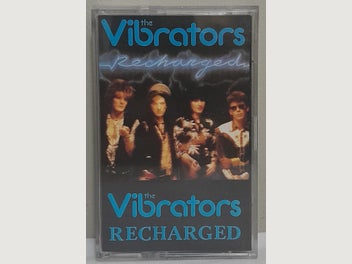 the
Vibrators
Recharged
the
Vibrators
RECHARGED